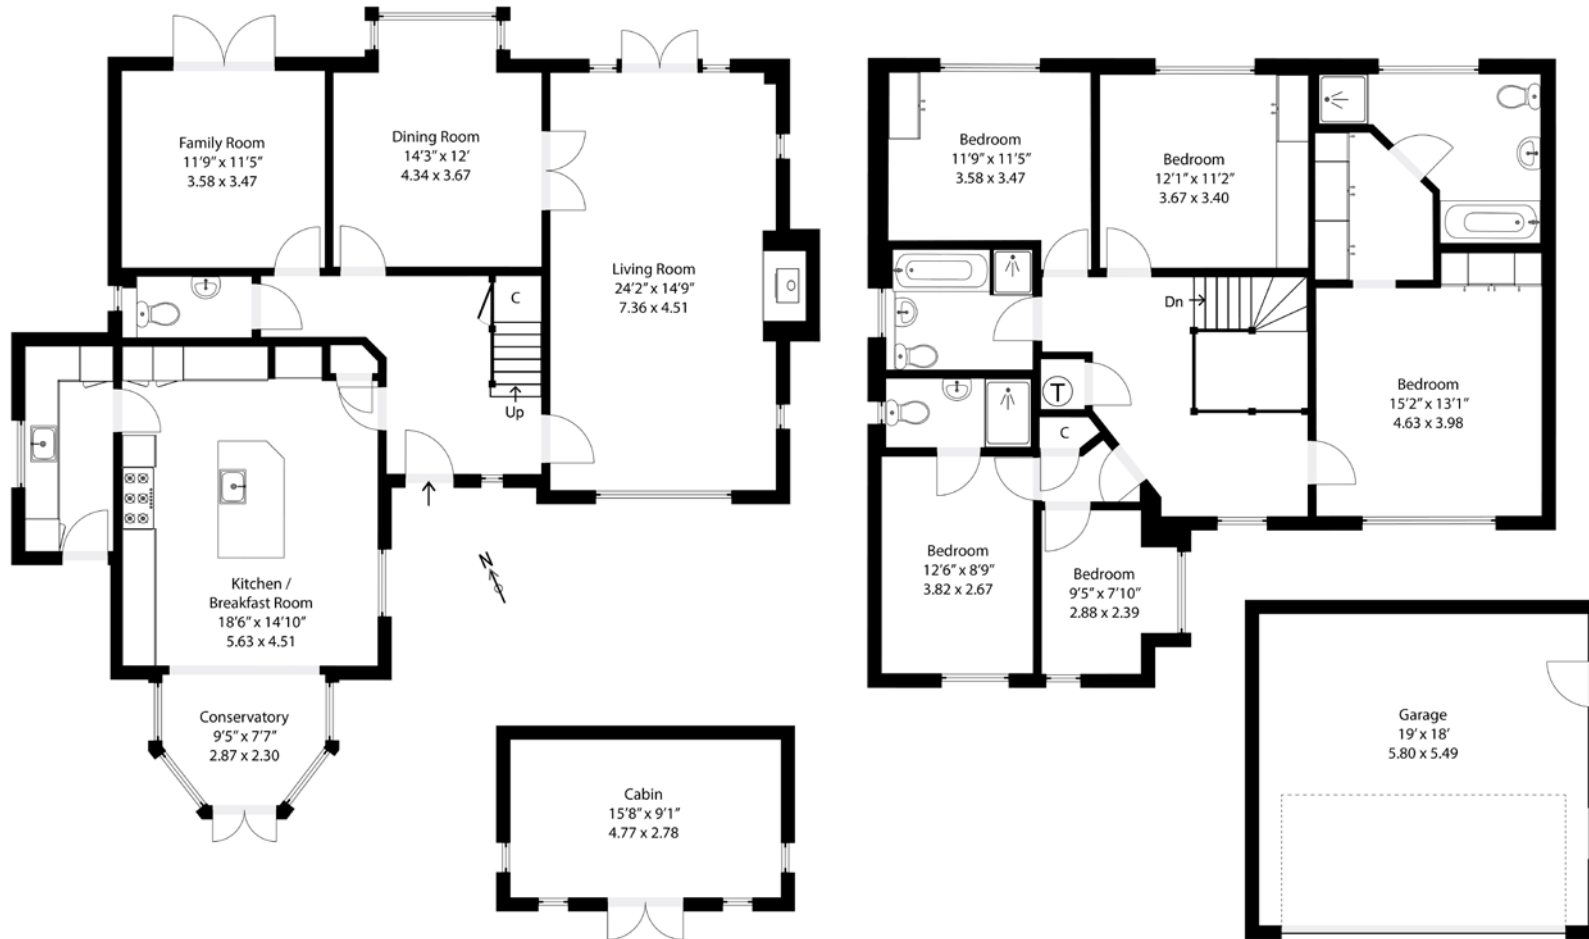 Family Room
11'9" x 11'5"
3.58 x 3.47
Dining Room
14'3" x 12'
4.34 x 3.67
Living Room
24'2" x 14'9"
7.36 x 4.51
C
Up
Kitchen /
Breakfast Room
18'6" x 14'10"
5.63 x 4.51
Conservatory
9'5" x 7'7"
2.87 x 2.30
N
Cabin
15'8" x 9'1"
4.77 x 2.78
Bedroom
11'9" x 11'5"
3.58 x 3.47
Bedroom
12'1" x 11'2"
3.67 x 3.40
Dn
T
C
Bedroom
15'2" x 13'1"
4.63 x 3.98
Bedroom
12'6" x 8'9"
3.82 x 2.67
Bedroom
9'5" x 7'10"
2.88 x 2.39
Garage
19' x 18'
5.80 x 5.49